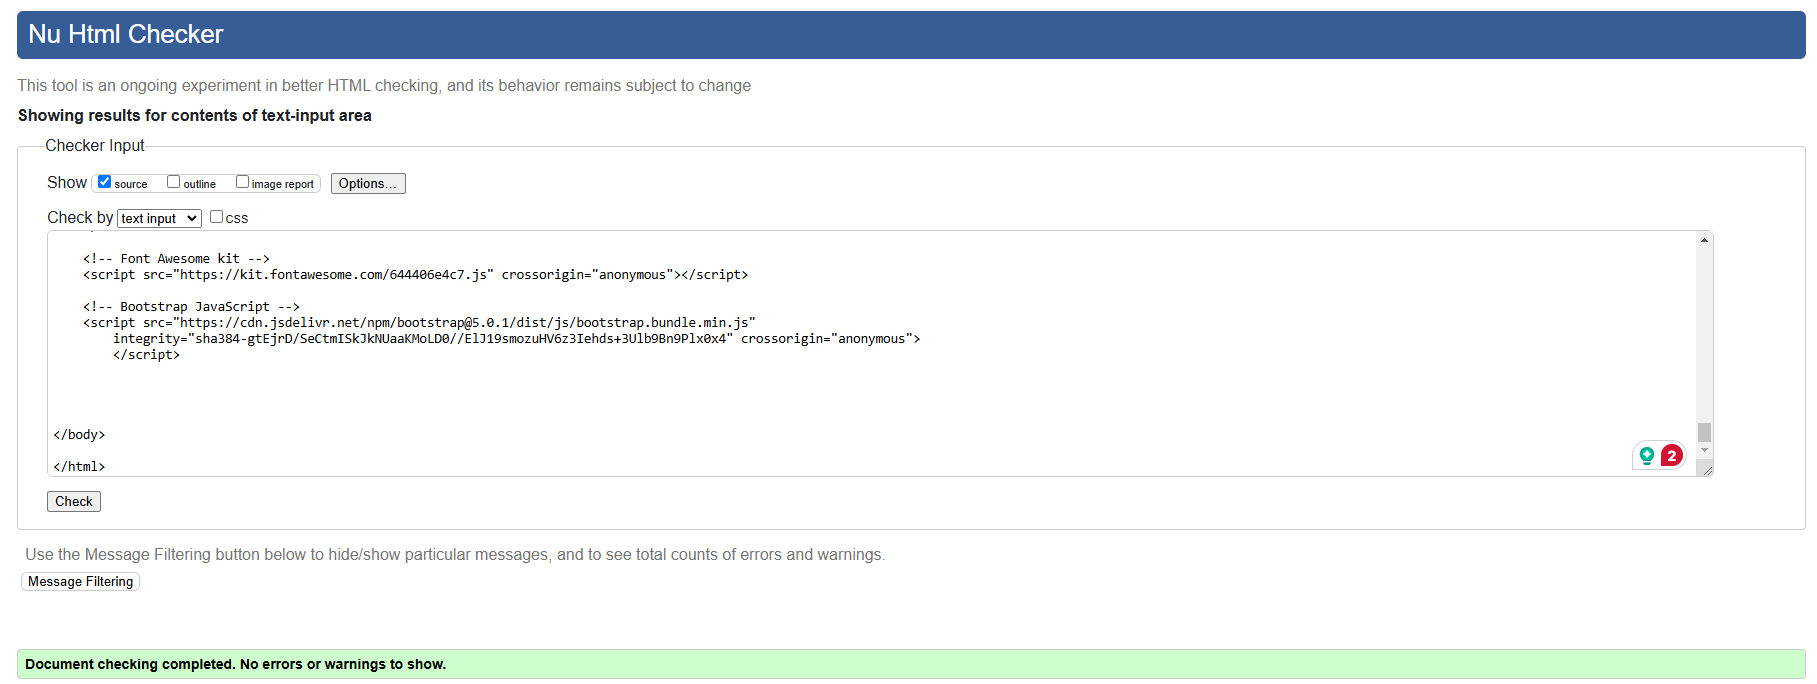 Nu Html Checker
This tool is an ongoing experiment in better HTML checking, and its behavior remains subject to change
Showing results for contents of text-input area
Checker Input
Show source outline image report Options...
Check by text input css
<!-- Font Awesome kit -->
<script src="https://kit.fontawesome.com/644406e4c7.js" crossorigin="anonymous"></script>
<!-- Bootstrap JavaScript -->
<script src="https://cdn.jsdelivr.net/npm/bootstrap@5.0.1/dist/js/bootstrap.bundle.min.js"
integrity="sha384-gtEjrD/SeCtmISkJkNUaaKMoLD0//ElJ19smozuHV6z3Iehds+3Ulb9Bn9Plx0x4" crossorigin="anonymous">
</script>
</body>
</html>
2
Check
Use the Message Filtering button below to hide/show particular messages, and to see total counts of errors and warnings.
Message Filtering
Document checking completed. No errors or warnings to show.